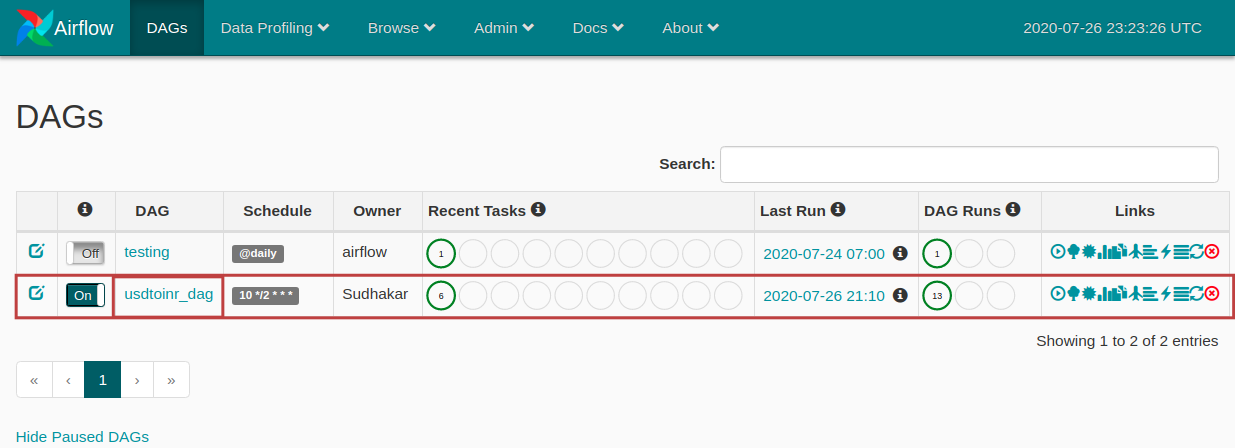 Airflow DAGs Data Profiling Browse Admin Docs About 2020-07-26 23:23:26 UTC
DAGs
Search:
DAG Schedule Owner Recent Tasks Last Run DAG Runs Links
Off testing @daily airflow 1 2020-07-24 07:00 1
On usdtoinr_dag 10 */2 * * * Sudhakar 6 2020-07-26 21:10 13
Showing 1 to 2 of 2 entries
« ‹ 1 › »
Hide Paused DAGs